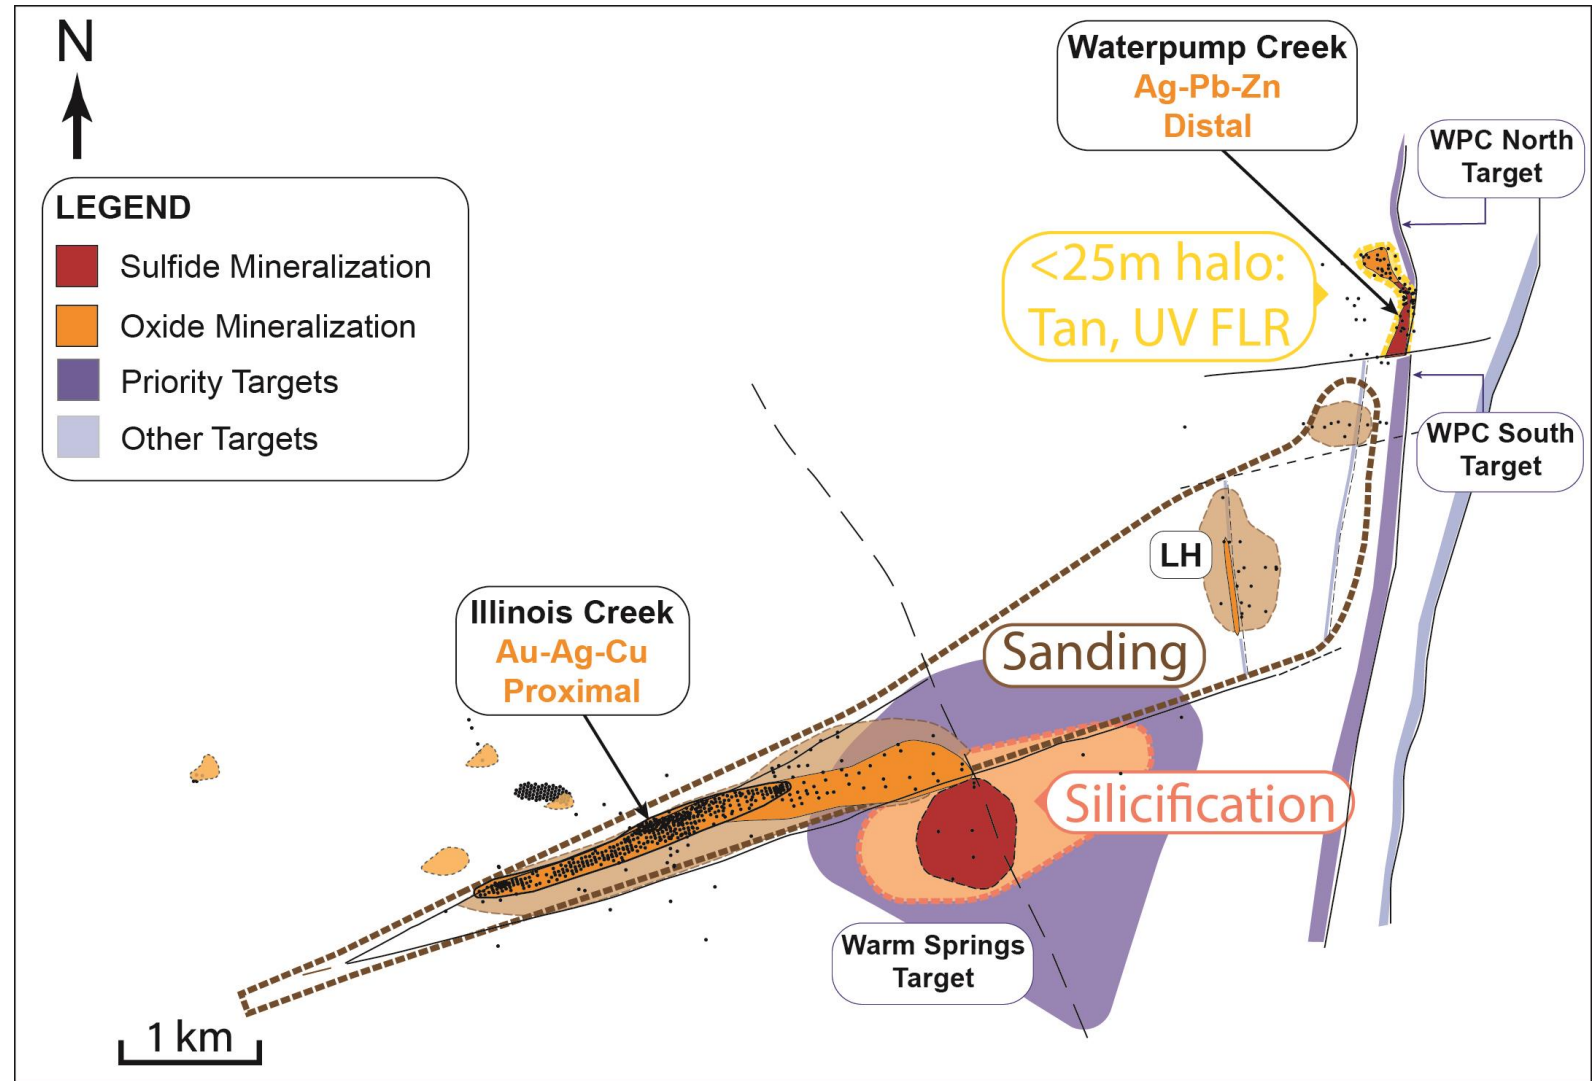 N
LEGEND
Sulfide Mineralization
Oxide Mineralization
Priority Targets
Other Targets
Waterpump Creek
Ag-Pb-Zn
Distal
WPC North
Target
<25m halo:
Tan, UV FLR
WPC South
Target
LH
Illinois Creek
Au-Ag-Cu
Proximal
Sanding
Silicification
Warm Springs
Target
1 km